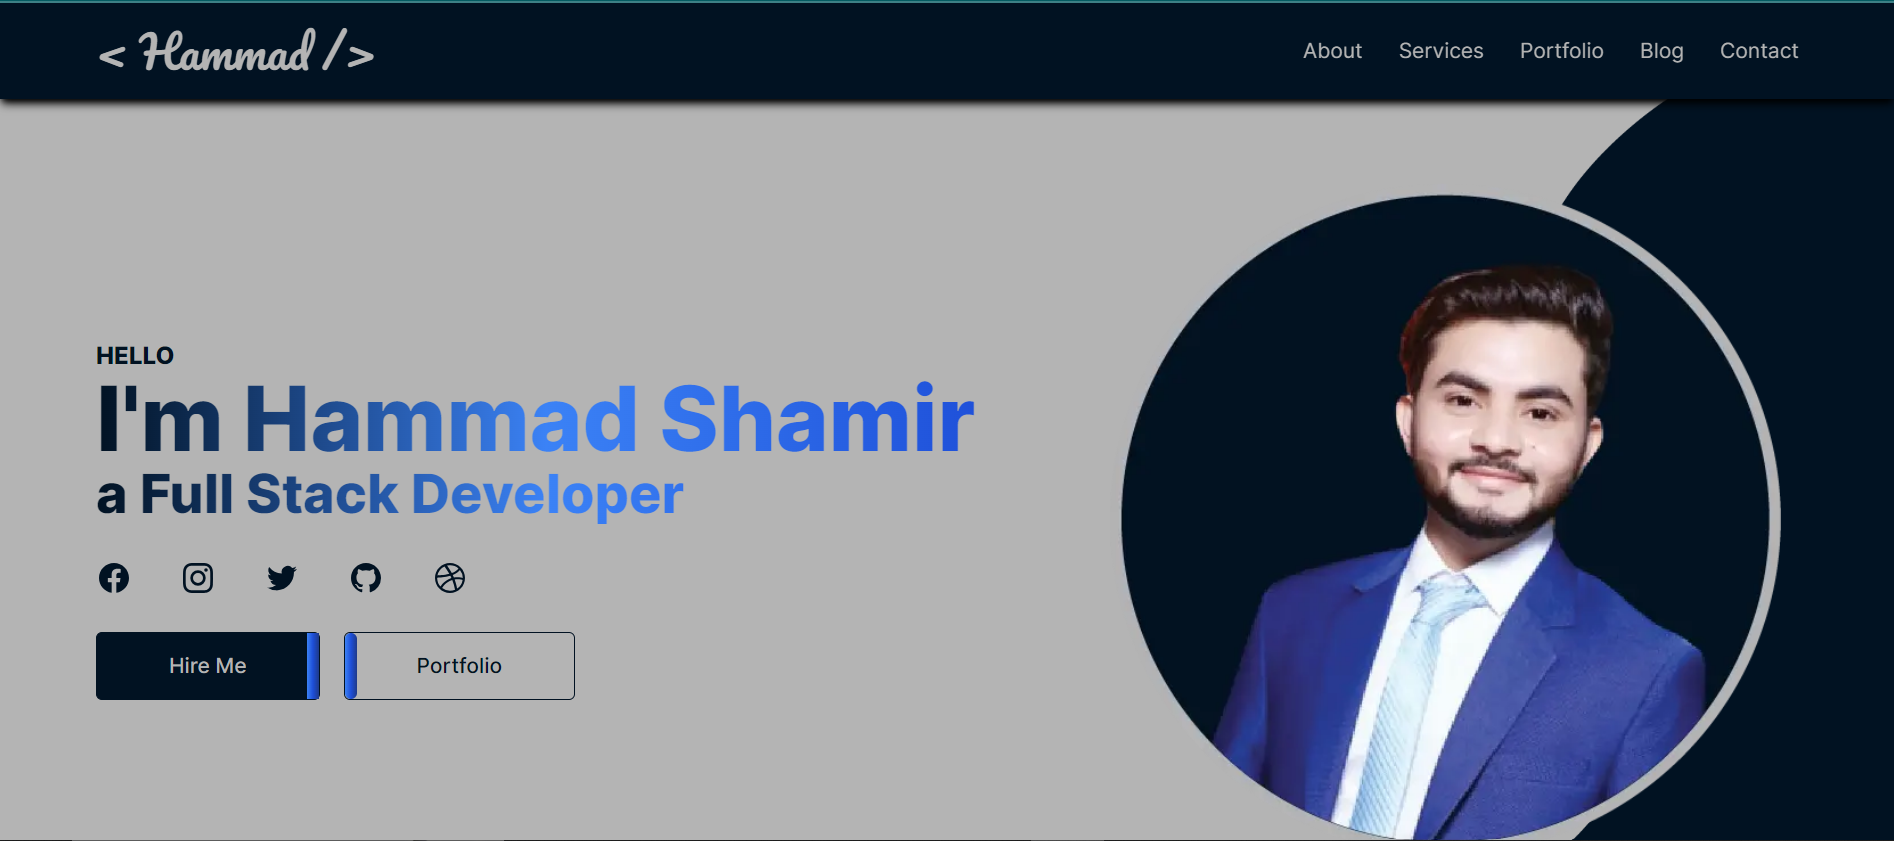 < Hammad />
About Services Portfolio Blog Contact
HELLO
I'm Hammad Shamir
a Full Stack Developer
Hire Me Portfolio